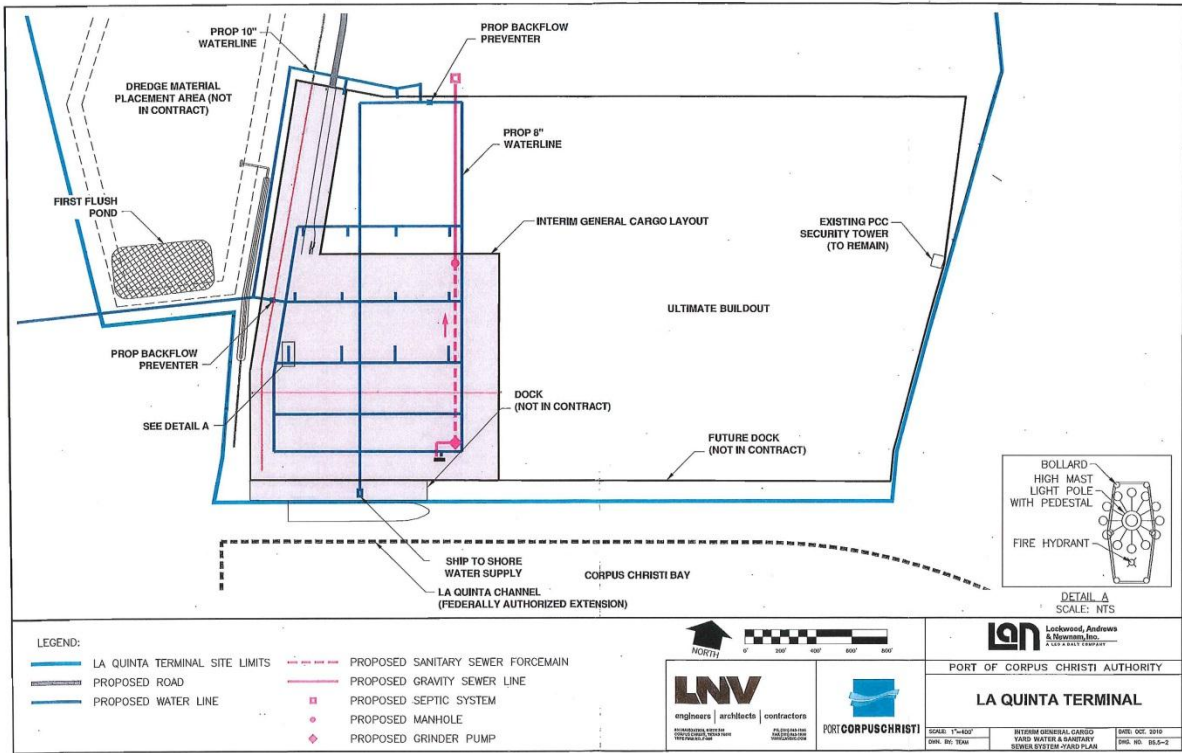 PROP 10"
WATERLINE
PROP BACKFLOW
PREVENTER
DREDGE MATERIAL
PLACEMENT AREA (NOT
IN CONTRACT)
PROP 8"
WATERLINE
FIRST FLUSH
POND
INTERIM GENERAL CARGO LAYOUT
EXISTING PCC
SECURITY TOWER
(TO REMAIN)
ULTIMATE BUILDOUT
PROP BACKFLOW
PREVENTER
SEE DETAIL A
DOCK
(NOT IN CONTRACT)
FUTURE DOCK
(NOT IN CONTRACT)
BOLLARD
HIGH MAST
LIGHT POLE
WITH PEDESTAL
FIRE HYDRANT
DETAIL A
SCALE: NTS
SHIP TO SHORE
WATER SUPPLY
CORPUS CHRISTI BAY
LA QUINTA CHANNEL
(FEDERALLY AUTHORIZED EXTENSION)
LEGEND:
LA QUINTA TERMINAL SITE LIMITS
PROPOSED ROAD
PROPOSED WATER LINE
PROPOSED SANITARY SEWER FORCEMAIN
PROPOSED GRAVITY SEWER LINE
PROPOSED SEPTIC SYSTEM
PROPOSED MANHOLE
PROPOSED GRINDER PUMP
NORTH
0' 200' 400' 600' 800'
LNV
engineers | architects | contractors
PORT CORPUS CHRISTI
lan
Lockwood, Andrews
& Newnam, Inc.
A LEO A DALY COMPANY
PORT OF CORPUS CHRISTI AUTHORITY
LA QUINTA TERMINAL
SCALE: 1"=400'
DWN. BY: TEAM
INTERIM GENERAL CARGO
YARD WATER & SANITARY
SEWER SYSTEM -YARD PLAN
DATE: OCT. 2010